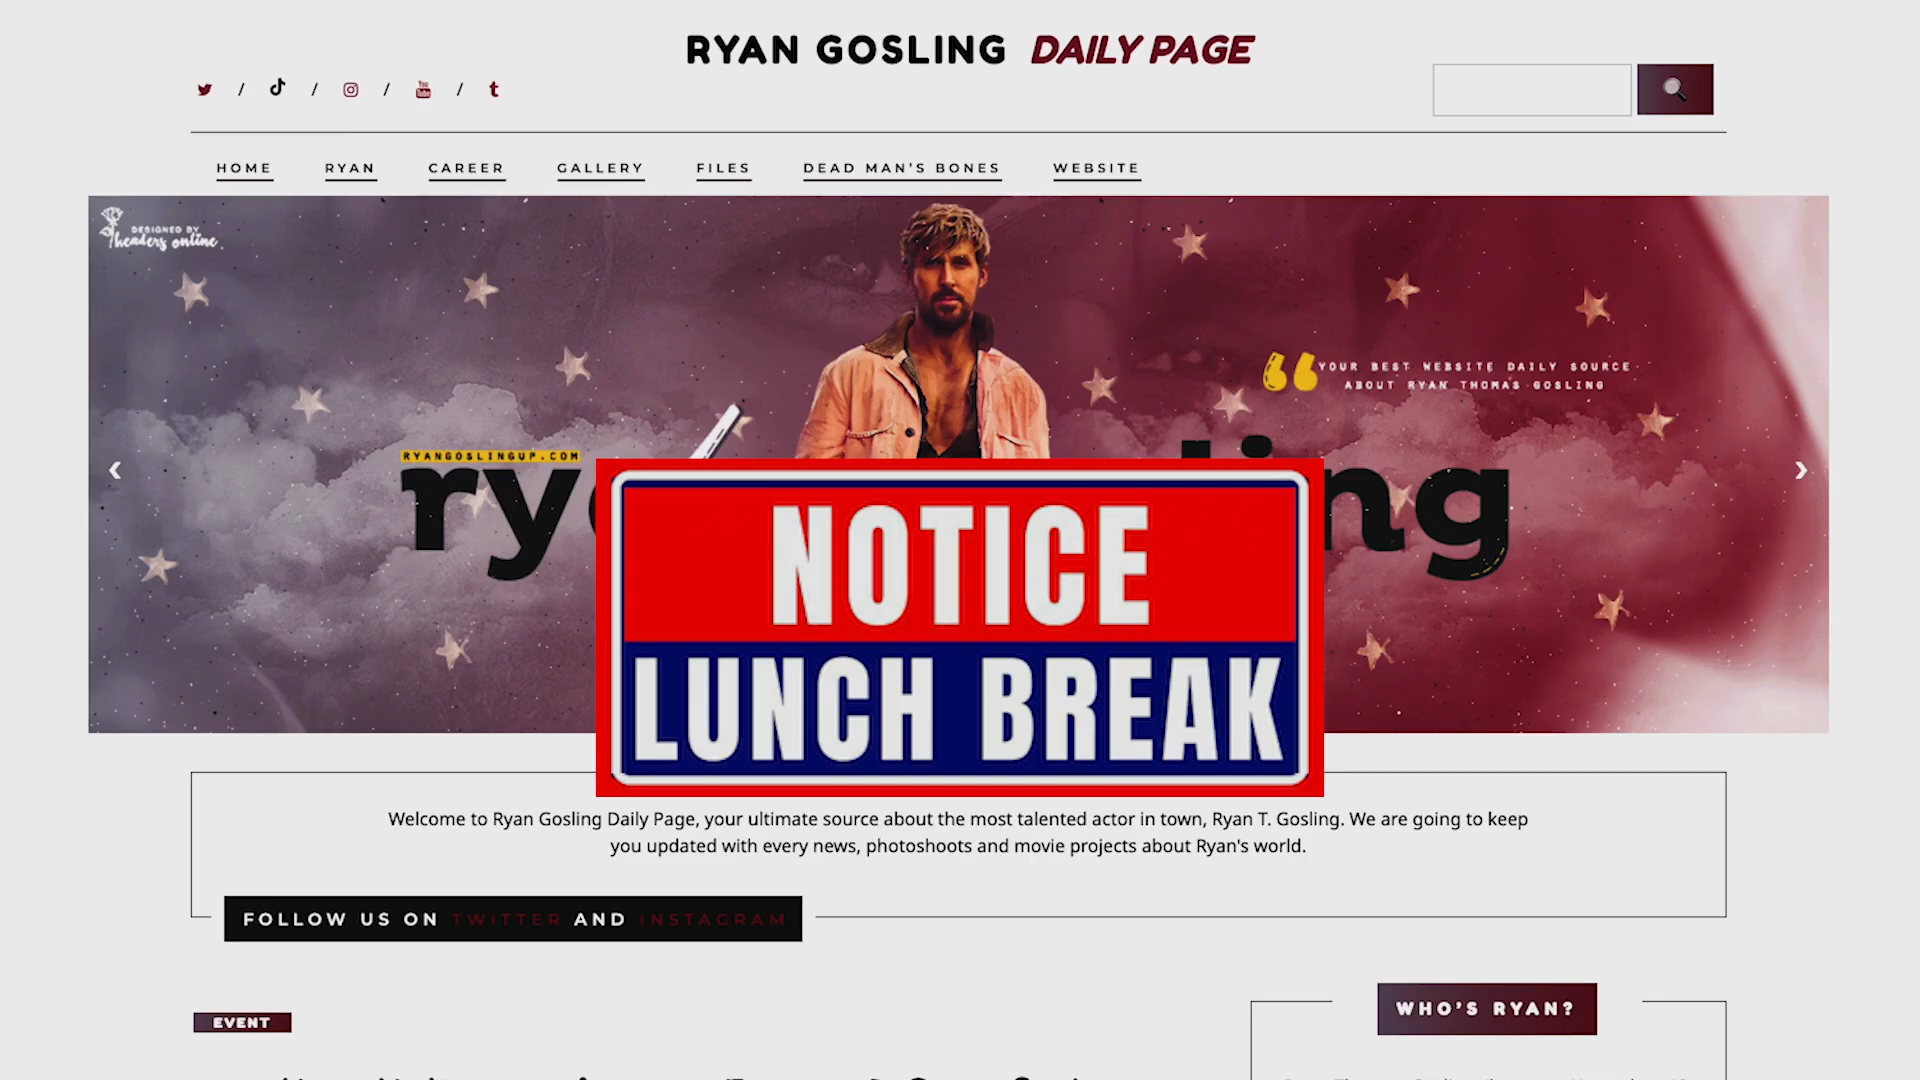 RYAN GOSLING DAILY PAGE
/ / / /
HOME RYAN CAREER GALLERY FILES DEAD MAN'S BONES WEBSITE
DESIGNED BY
headers online
YOUR BEST WEBSITE DAILY SOURCE
ABOUT RYAN THOMAS GOSLING
RYANGOSLINGUP.COM
NOTICE
LUNCH BREAK
Welcome to Ryan Gosling Daily Page, your ultimate source about the most talented actor in town, Ryan T. Gosling. We are going to keep
you updated with every news, photoshoots and movie projects about Ryan's world.
FOLLOW US ON TWITTER AND INSTAGRAM
WHO'S RYAN?
EVENT